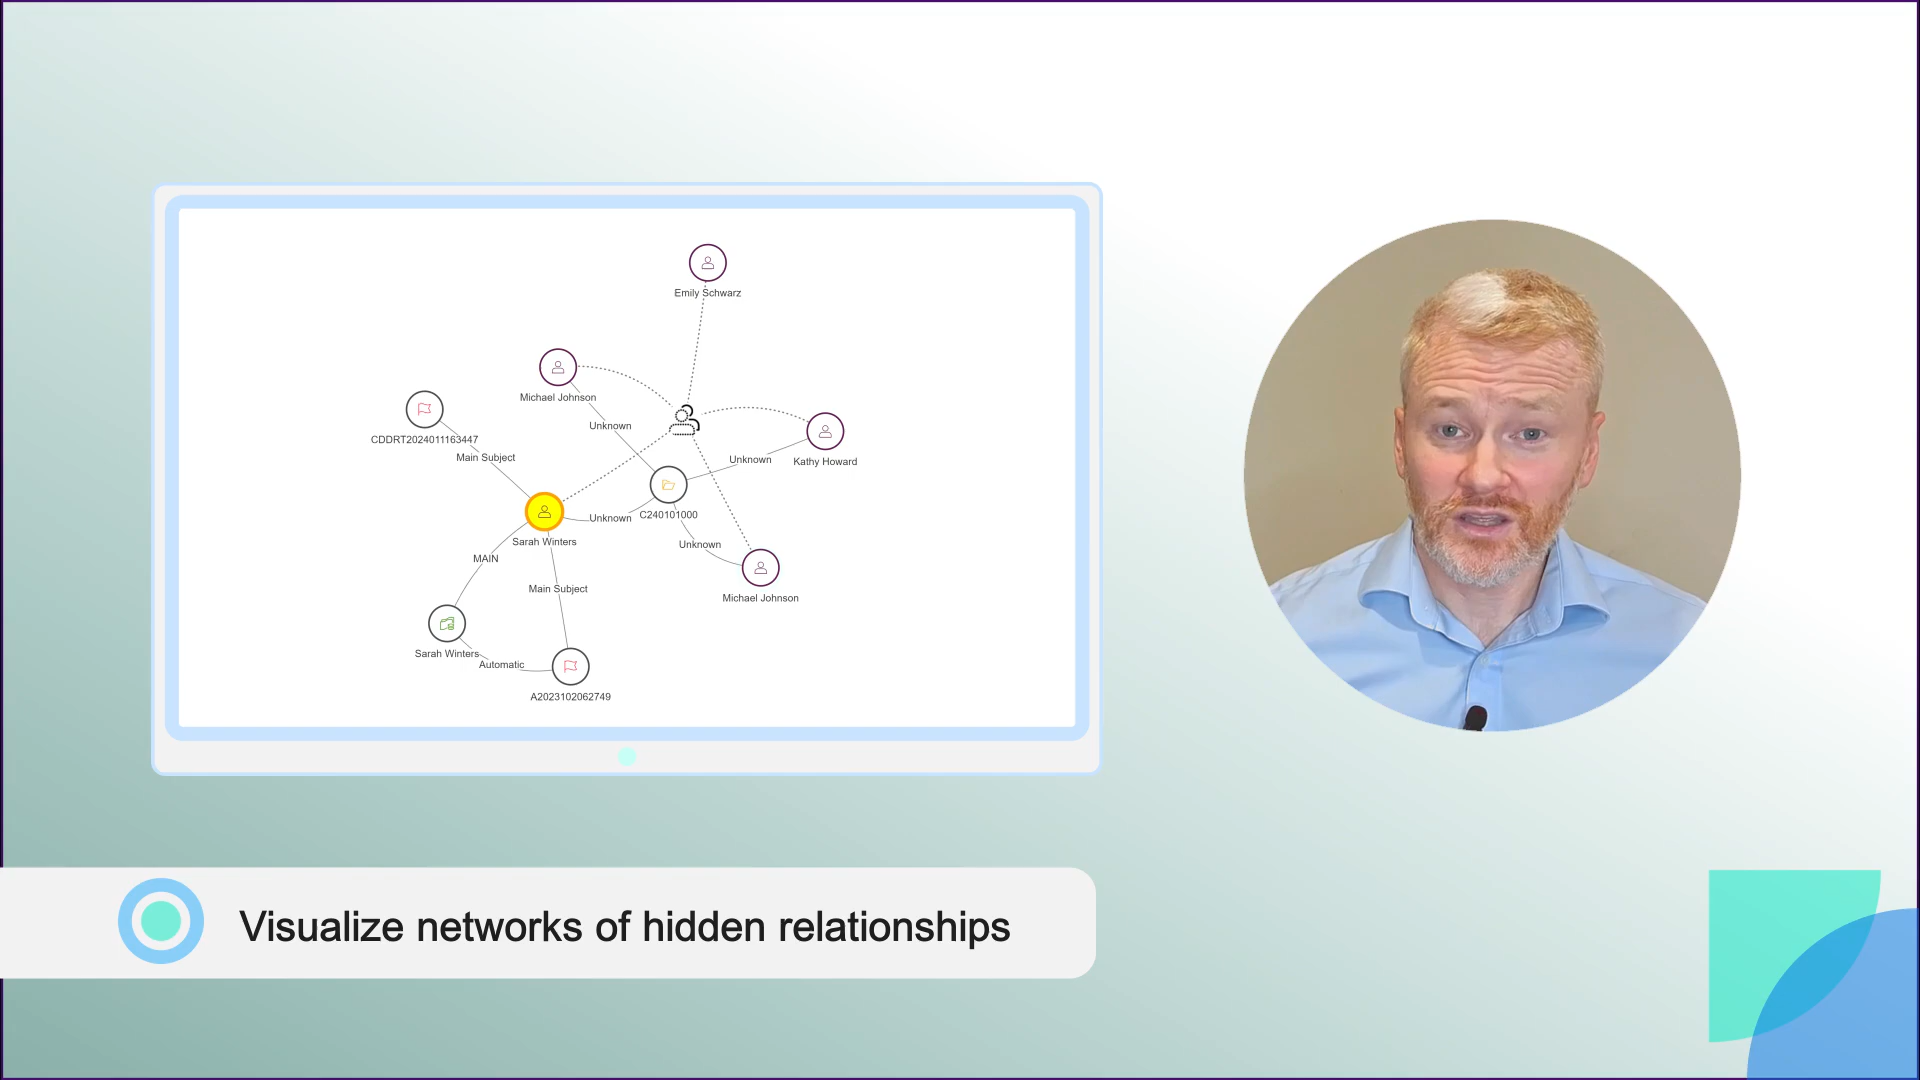 Emily Schwarz
Michael Johnson
Unknown
CDDRT2024011163447
Main Subject
Unknown
Kathy Howard
Unknown
C240101000
Sarah Winters
Unknown
MAIN
Main Subject
Michael Johnson
Sarah Winters
Automatic
A2023102062749
Visualize networks of hidden relationships